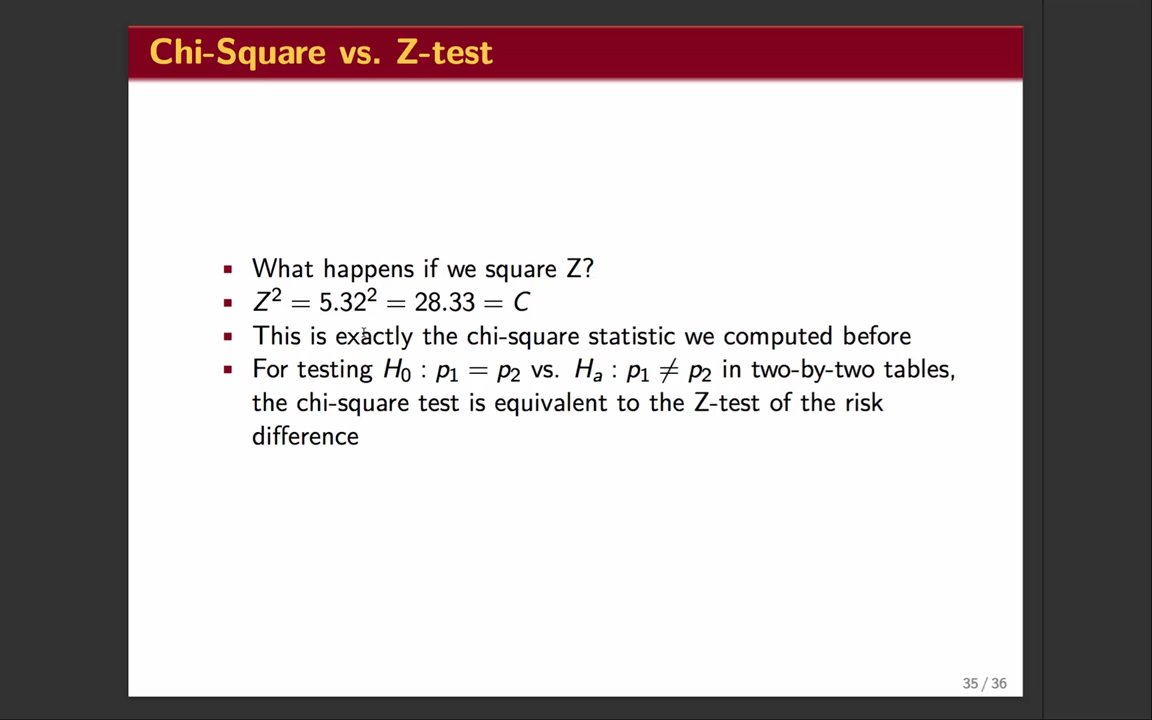 Chi-Square vs. Z-test
▪ What happens if we square Z?
▪ Z² = 5.32² = 28.33 = C
▪ This is exactly the chi-square statistic we computed before
▪ For testing H₀ : p₁ = p₂ vs. Hₐ : p₁ ≠ p₂ in two-by-two tables,
the chi-square test is equivalent to the Z-test of the risk
difference
35 / 36